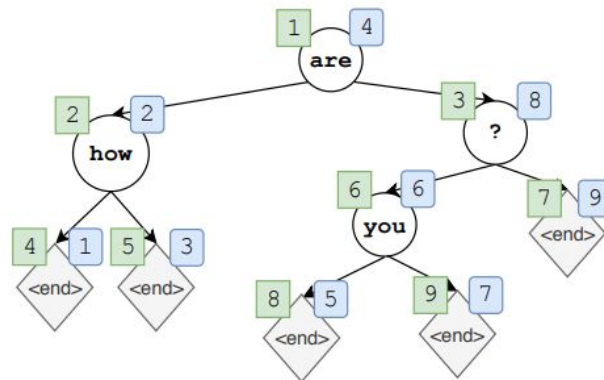 1 4
are
2 2
how
3 8
?
4 1
<end>
5 3
<end>
6 6
you
7 9
<end>
8 5
<end>
9 7
<end>